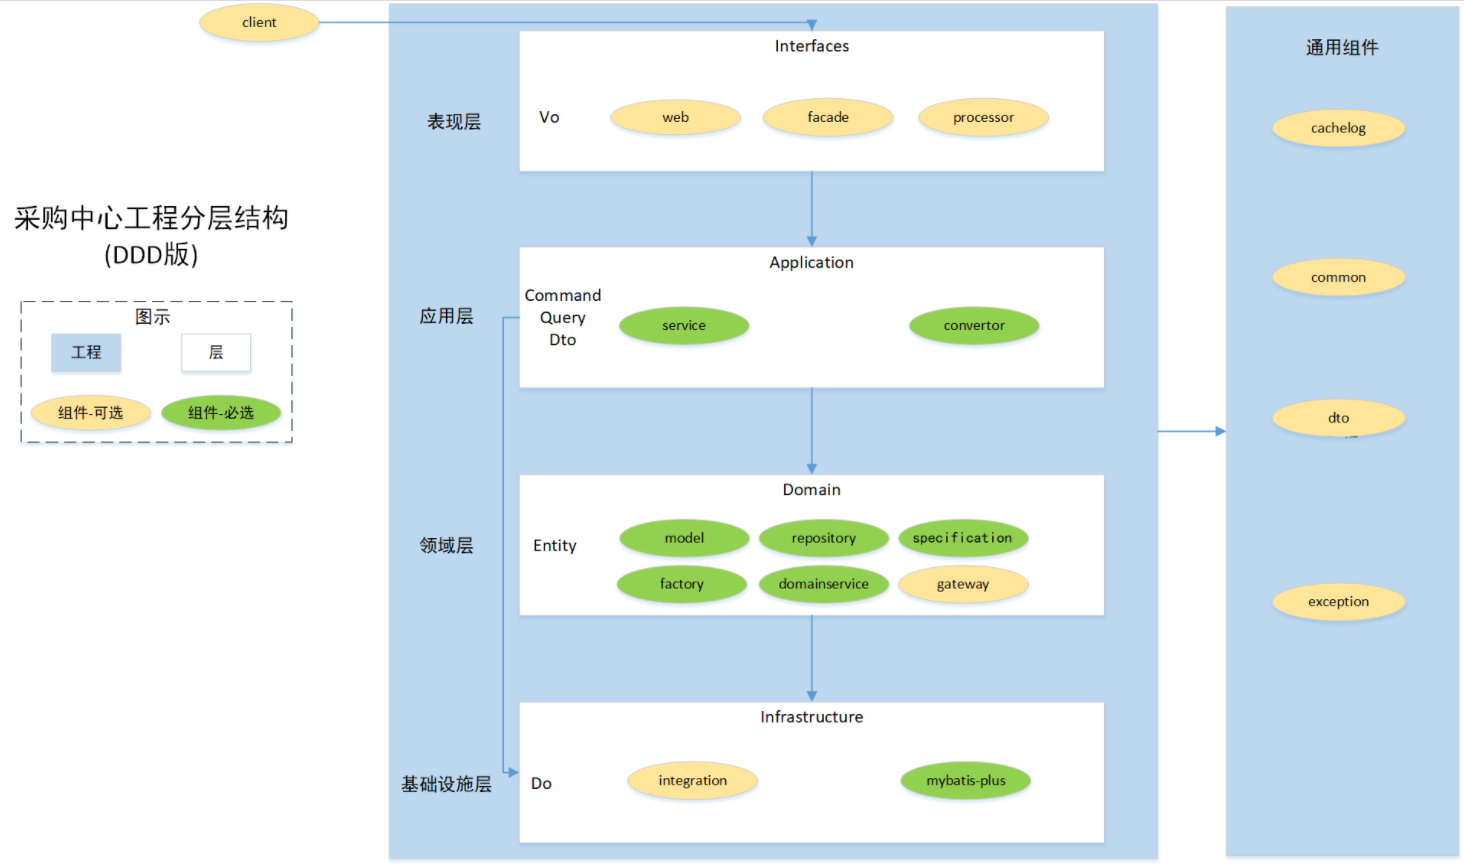 client
采购中心工程分层结构
(DDD版)
图示
工程
层
组件-可选
组件-必选
表现层
Interfaces
Vo
web
facade
processor
应用层
Application
Command
Query
Dto
service
convertor
领域层
Domain
Entity
model
repository
specification
factory
domainservice
gateway
基础设施层
Infrastructure
Do
integration
mybatis-plus
通用组件
cachelog
common
dto
exception